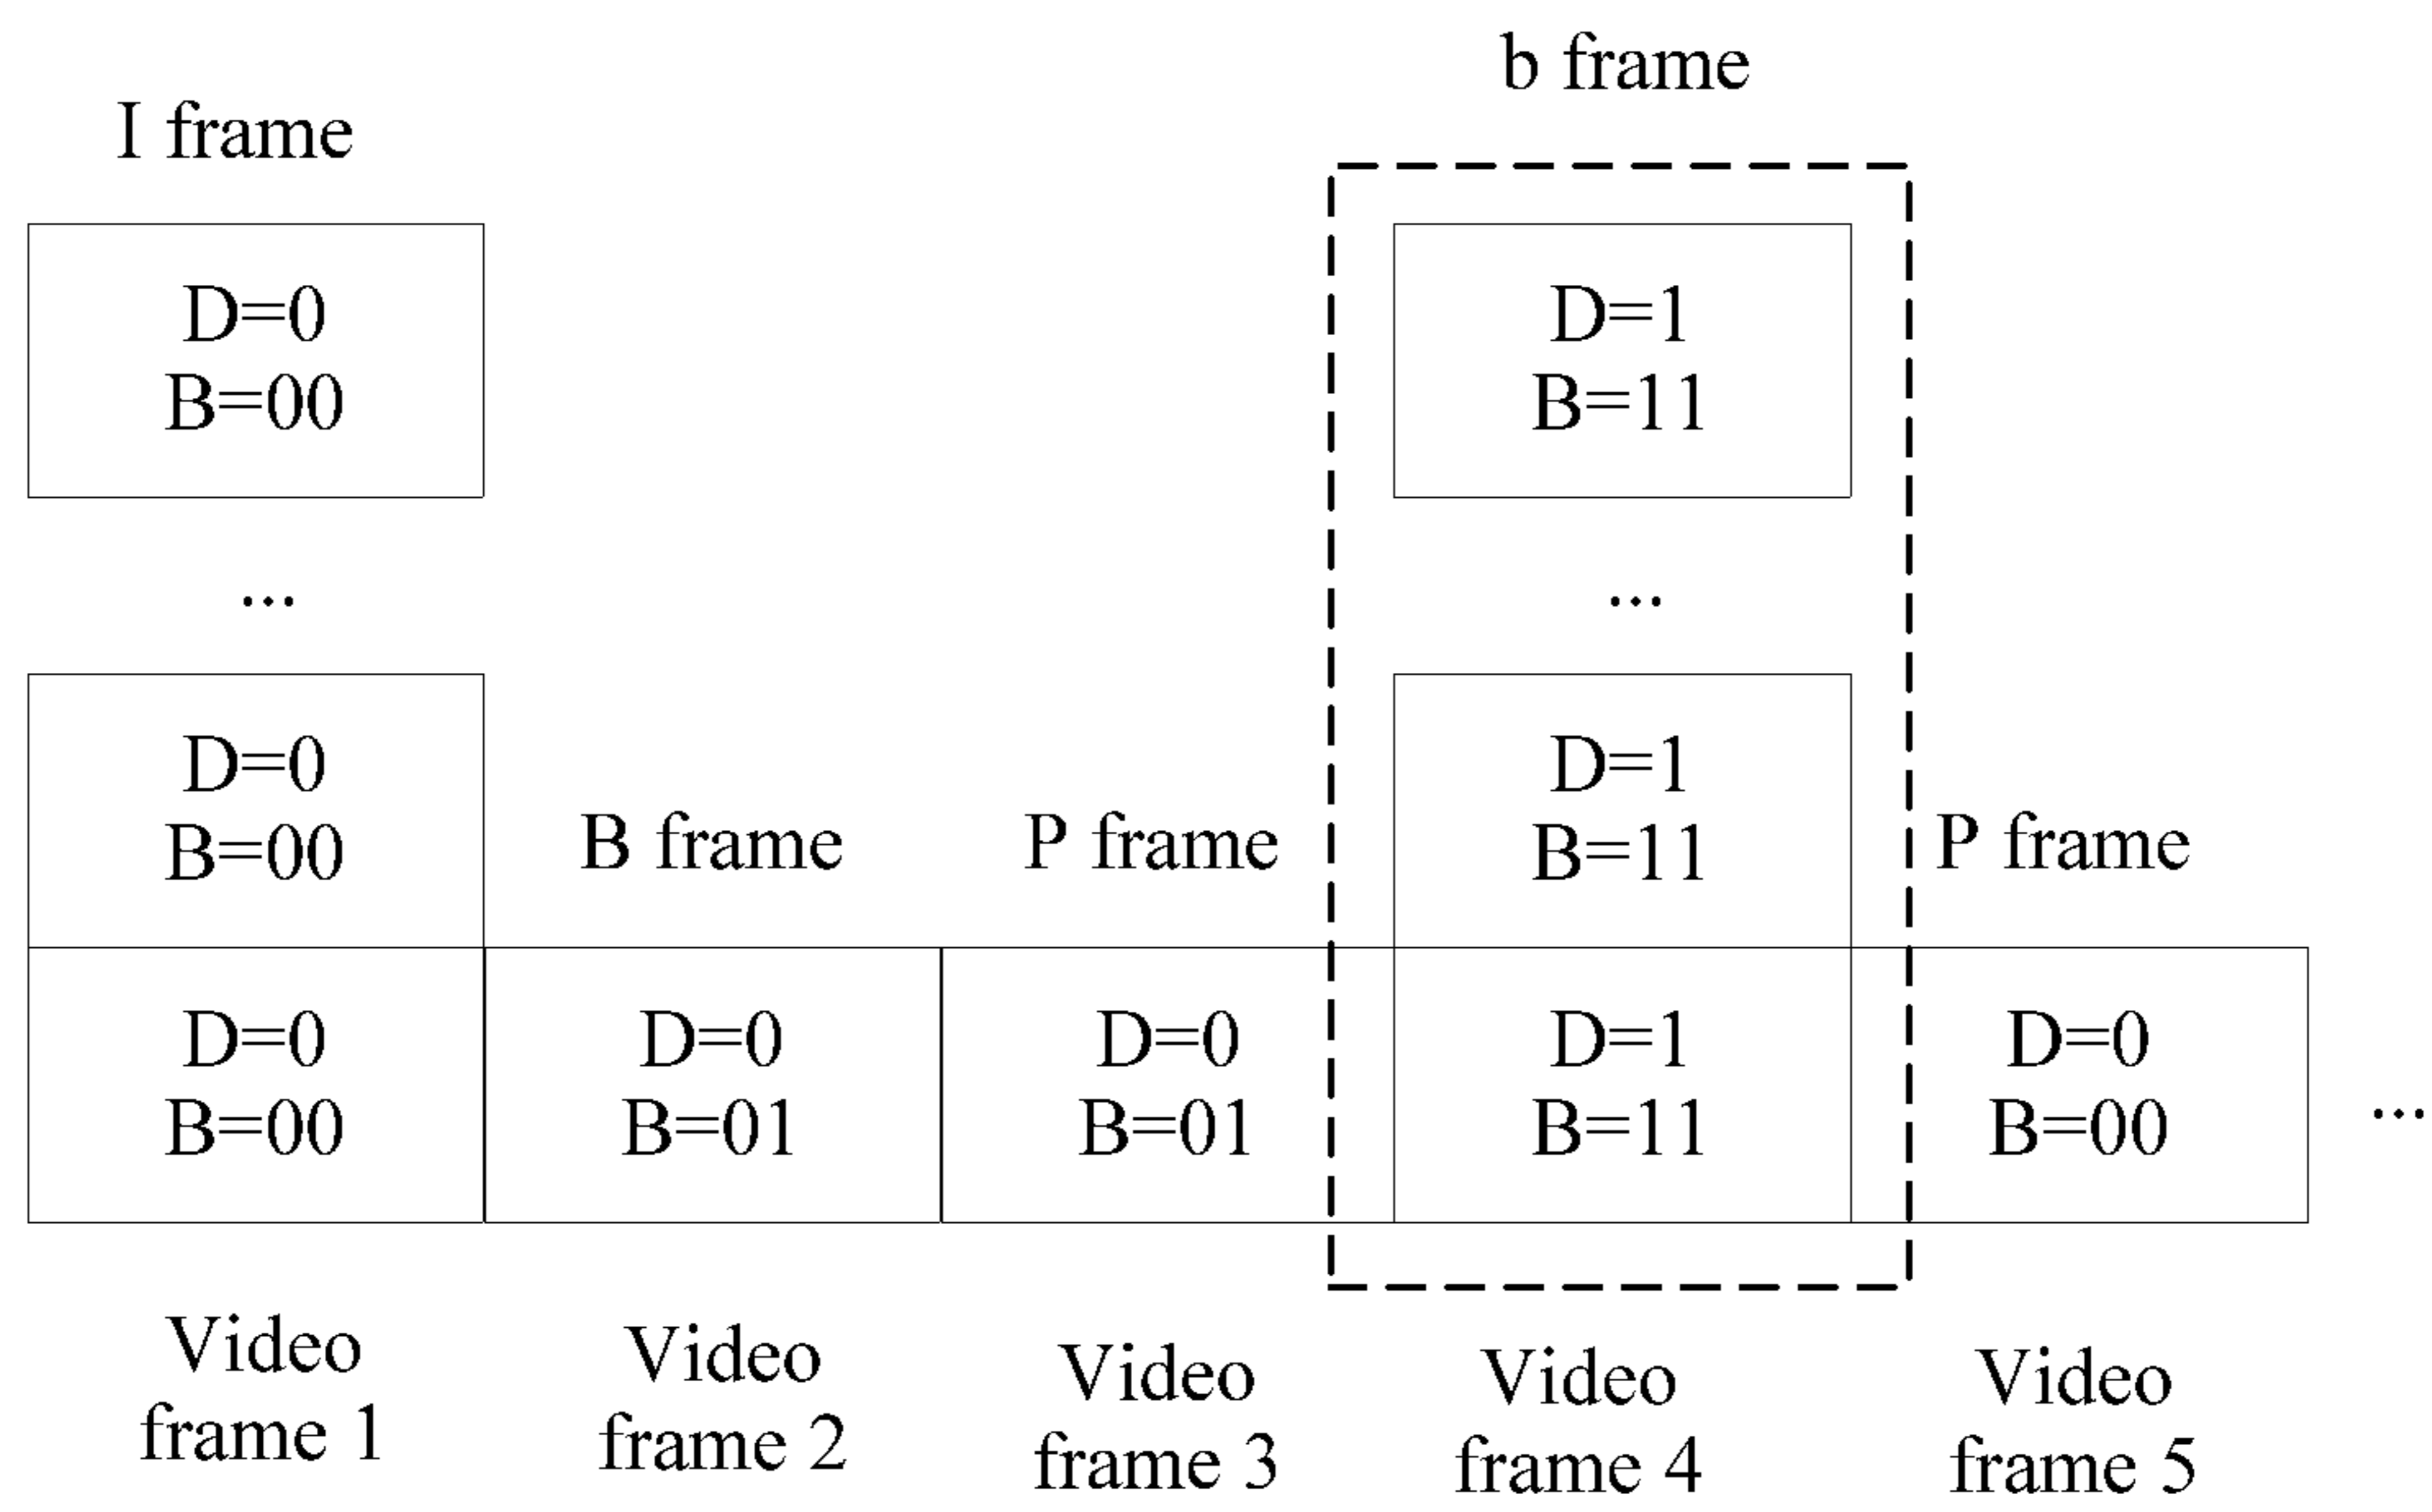 b frame
I frame
D=0
B=00
D=1
B=11
...
...
D=0
B=00
D=1
B=11
B frame
P frame
P frame
D=0
B=00
D=0
B=01
D=0
B=01
D=1
B=11
D=0
B=00
...
Video
frame 1
Video
frame 2
Video
frame 3
Video
frame 4
Video
frame 5